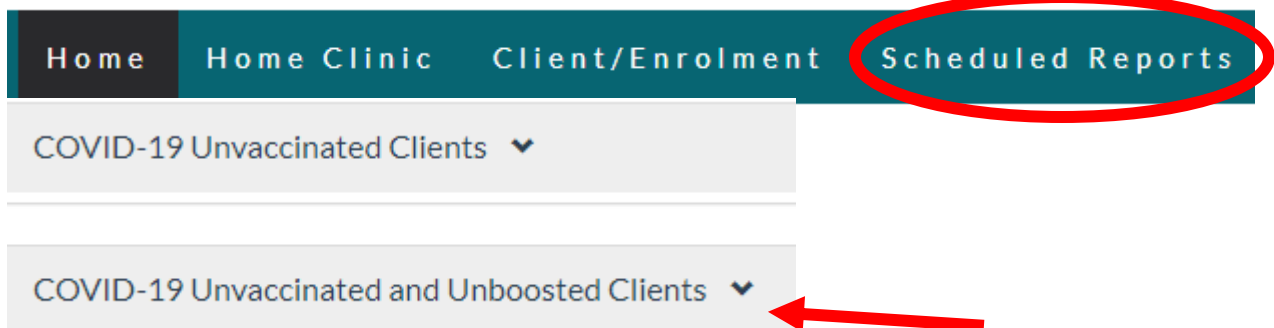 Home Home Clinic Client/Enrolment Scheduled Reports
COVID-19 Unvaccinated Clients
COVID-19 Unvaccinated and Unboosted Clients